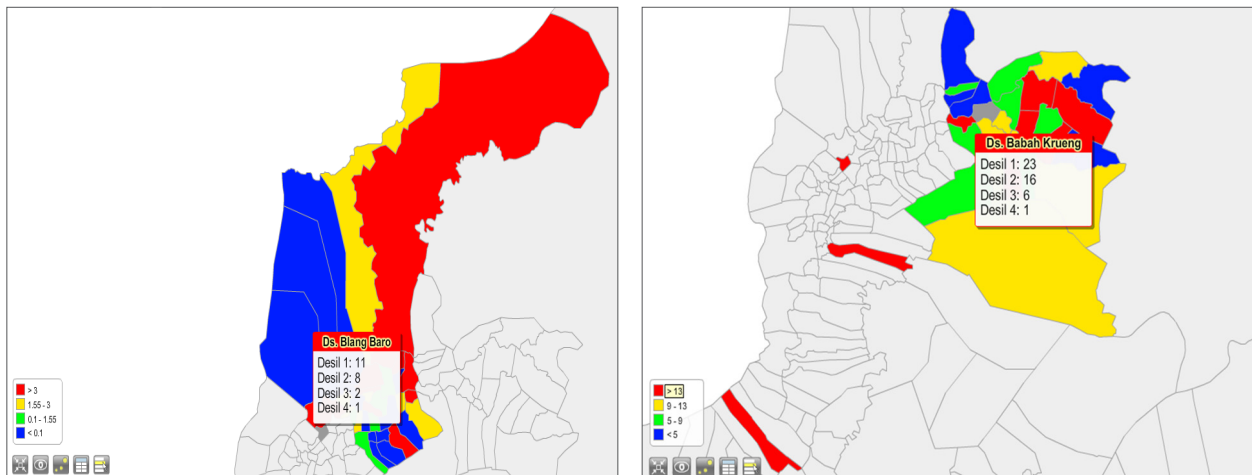 Ds. Blang Baro
Desil 1: 11
Desil 2: 8
Desil 3: 2
Desil 4: 1
> 3
1.55 - 3
0.1 - 1.55
< 0.1
Ds. Babah Krueng
Desil 1: 23
Desil 2: 16
Desil 3: 6
Desil 4: 1
> 13
9 - 13
5 - 9
< 5